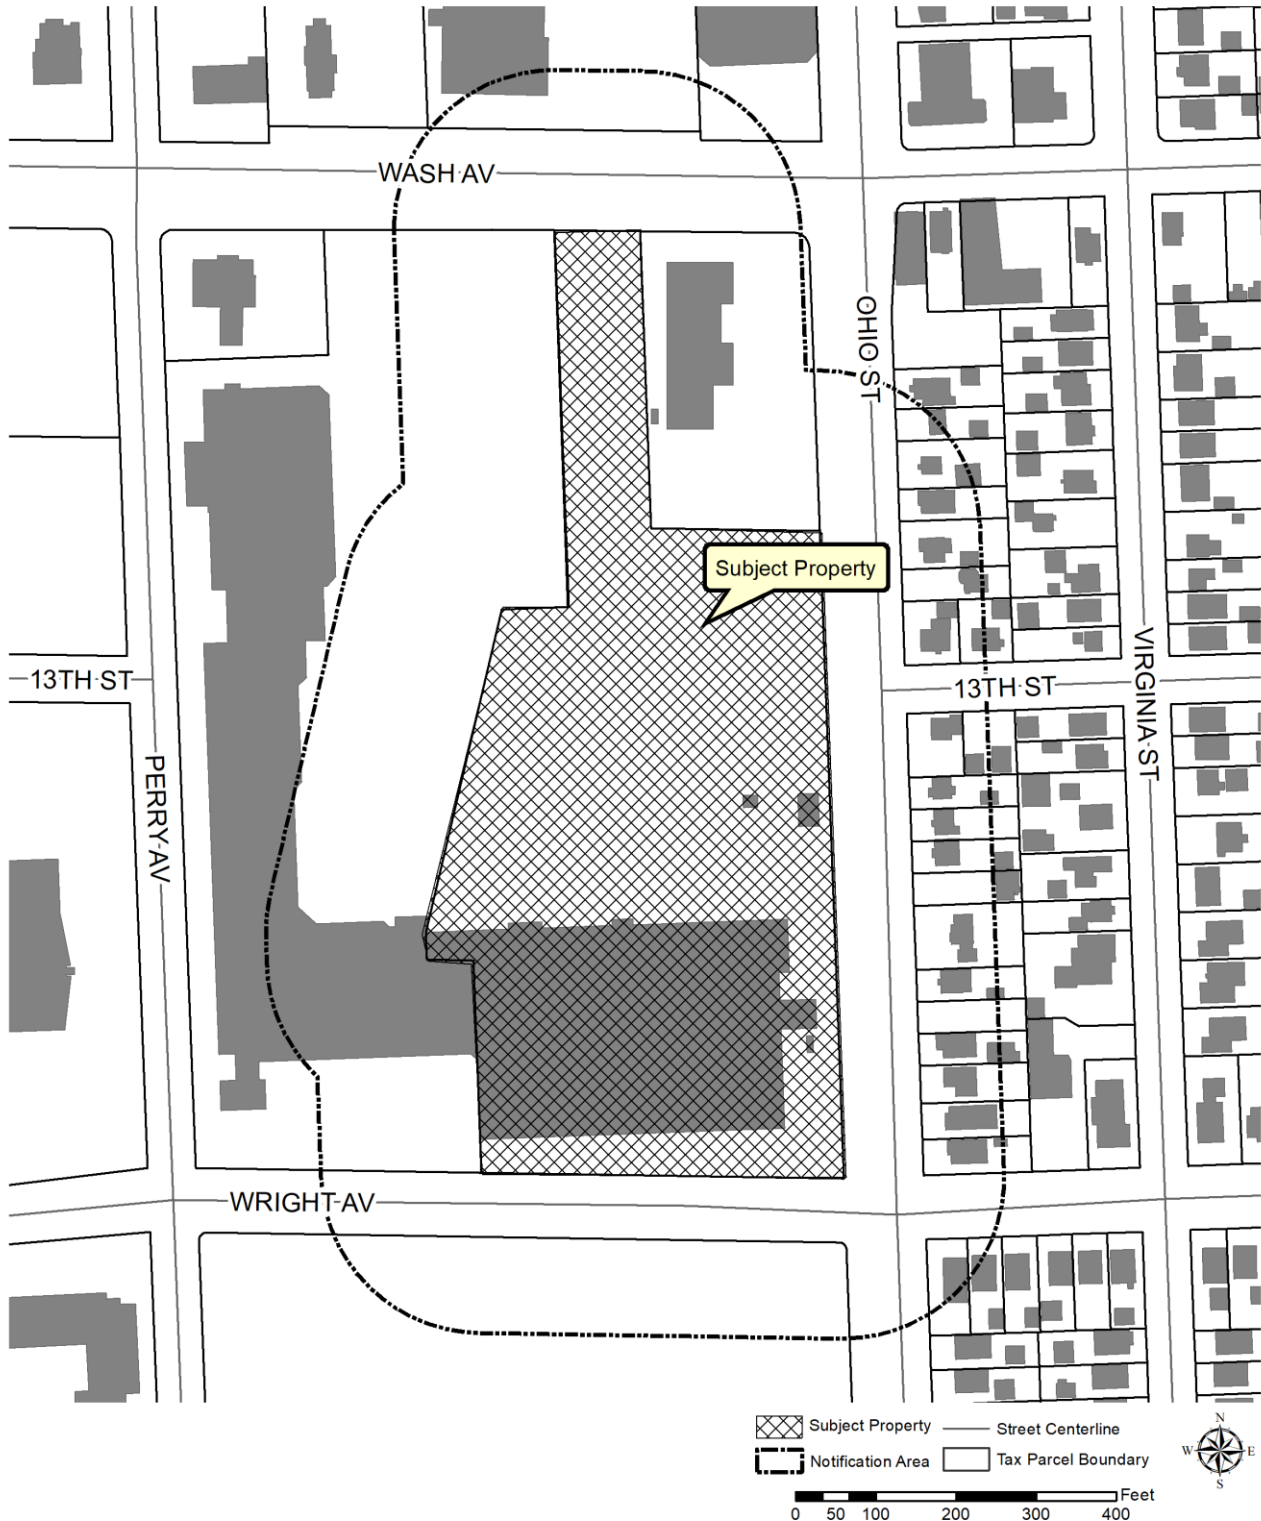 WASH AV
OHIO ST
Subject Property
13TH ST
13TH ST
VIRGINIA ST
PERRY AV
WRIGHT AV
Subject Property
Street Centerline
Notification Area
Tax Parcel Boundary
N
W
E
S
Feet
0 50 100 200 300 400